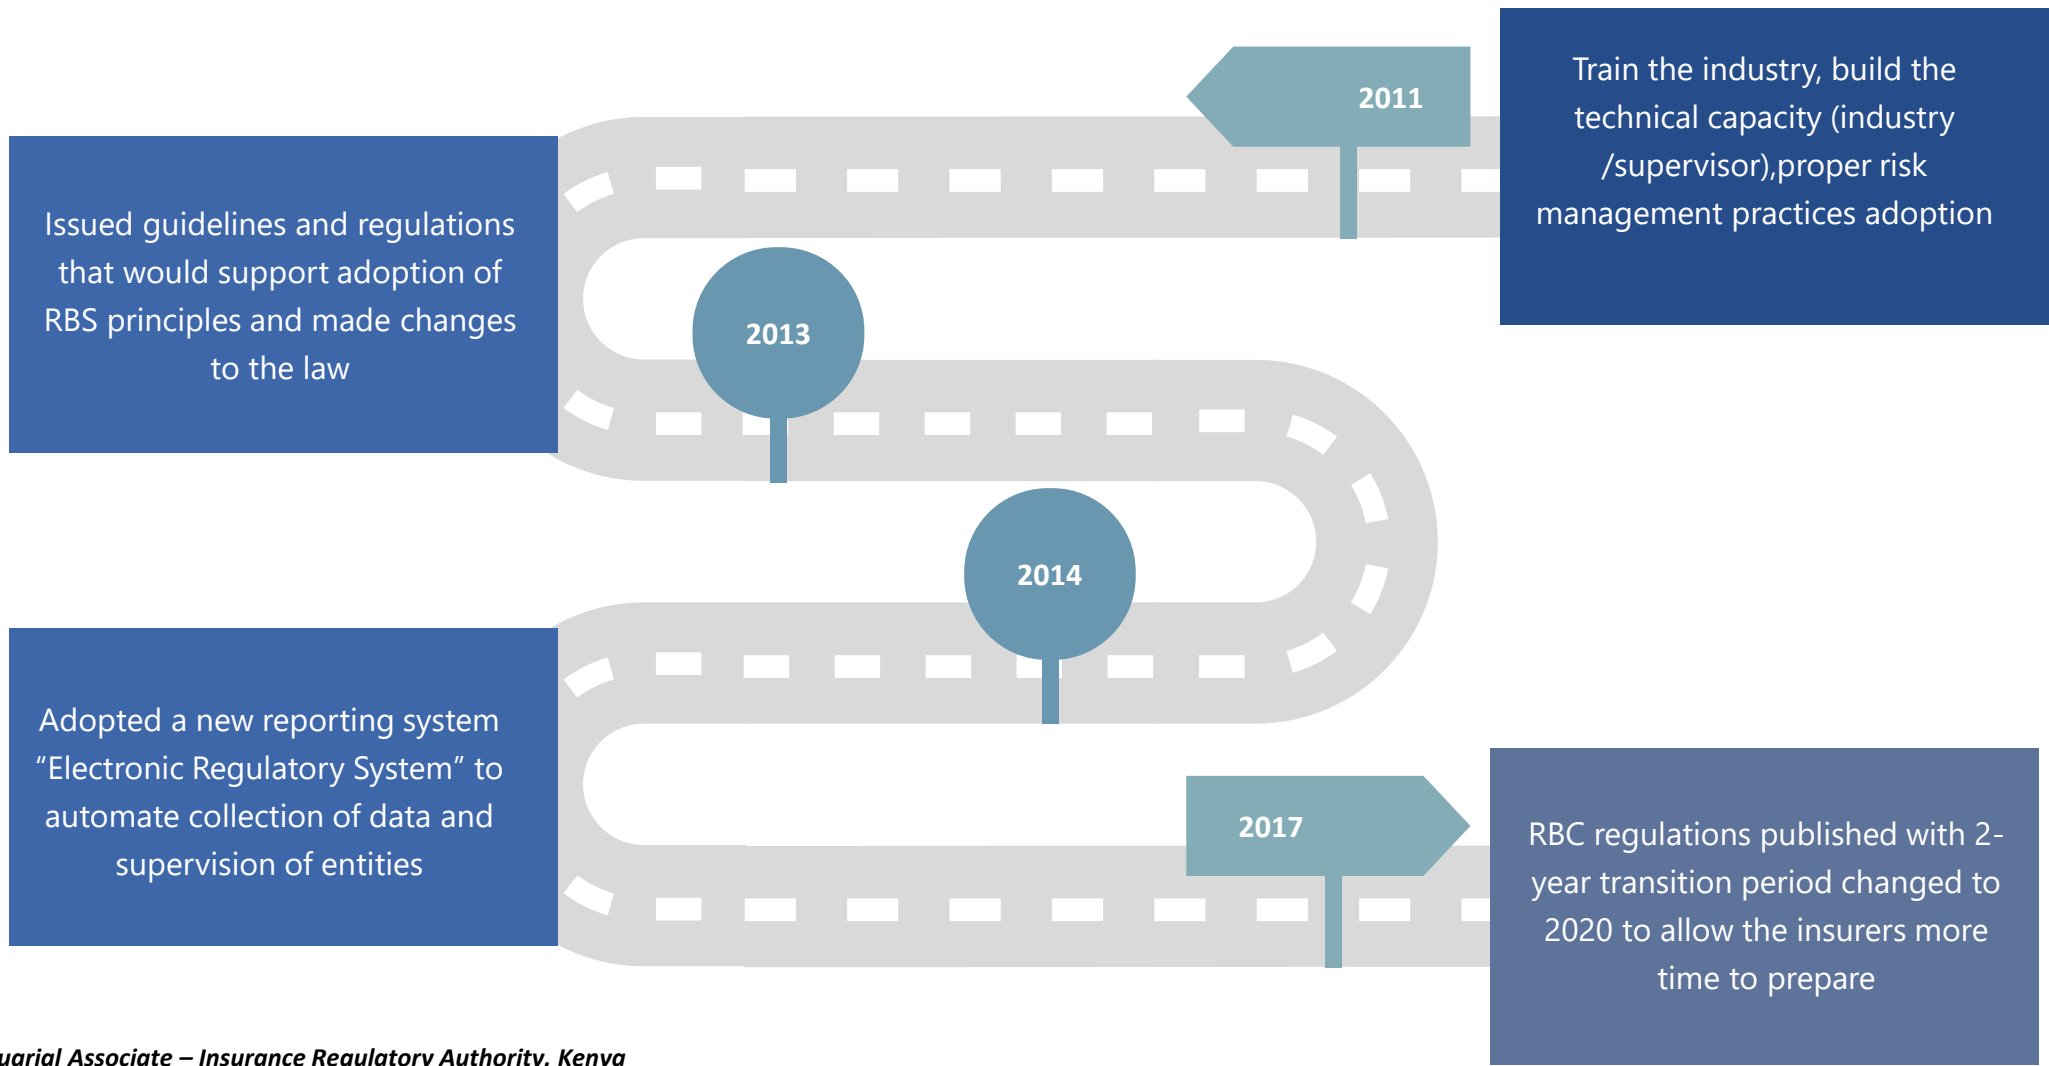 2011
Train the industry, build the
technical capacity (industry
/supervisor),proper risk
management practices adoption
Issued guidelines and regulations
that would support adoption of
RBS principles and made changes
to the law
2013
2014
Adopted a new reporting system
“Electronic Regulatory System” to
automate collection of data and
supervision of entities
2017
RBC regulations published with 2-
year transition period changed to
2020 to allow the insurers more
time to prepare
Associate – Insurance Regulatory Authority, Kenya